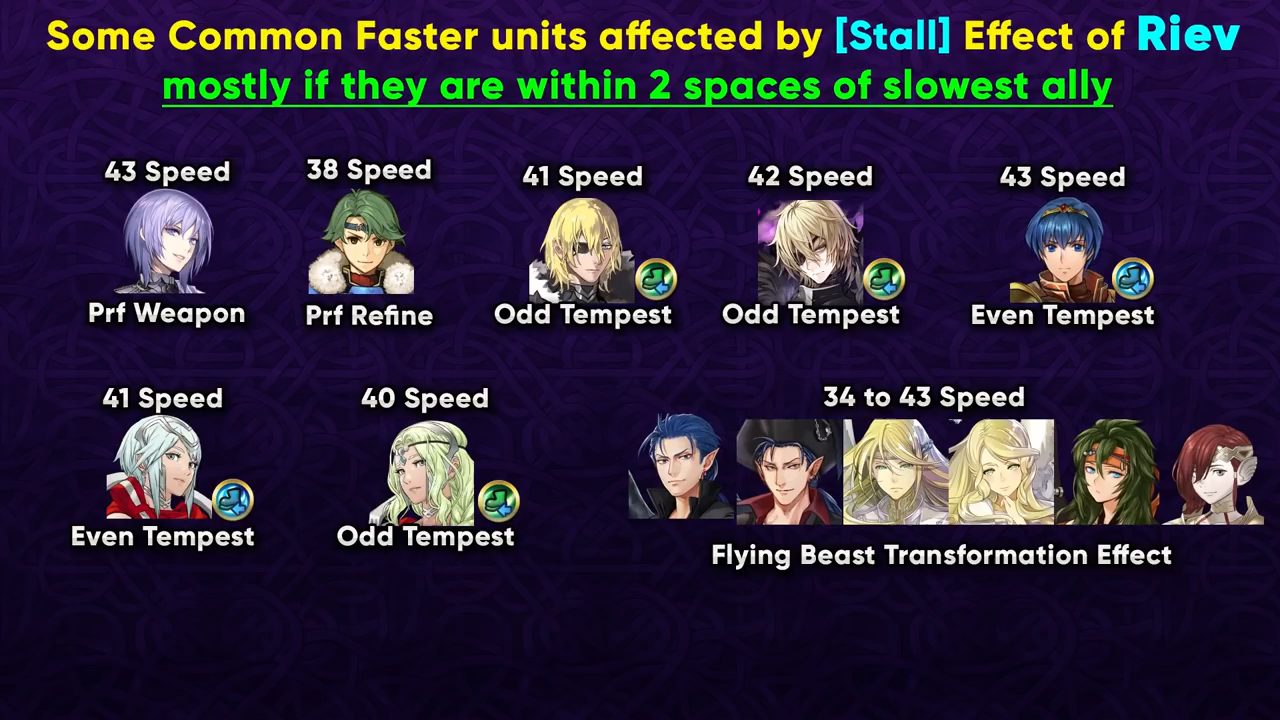 Some Common Faster units affected by [Stall] Effect of Riev
mostly if they are within 2 spaces of slowest ally
43 Speed
38 Speed
41 Speed
42 Speed
43 Speed
Prf Weapon
Prf Refine
Odd Tempest
Odd Tempest
Even Tempest
41 Speed
40 Speed
34 to 43 Speed
Even Tempest
Odd Tempest
Flying Beast Transformation Effect